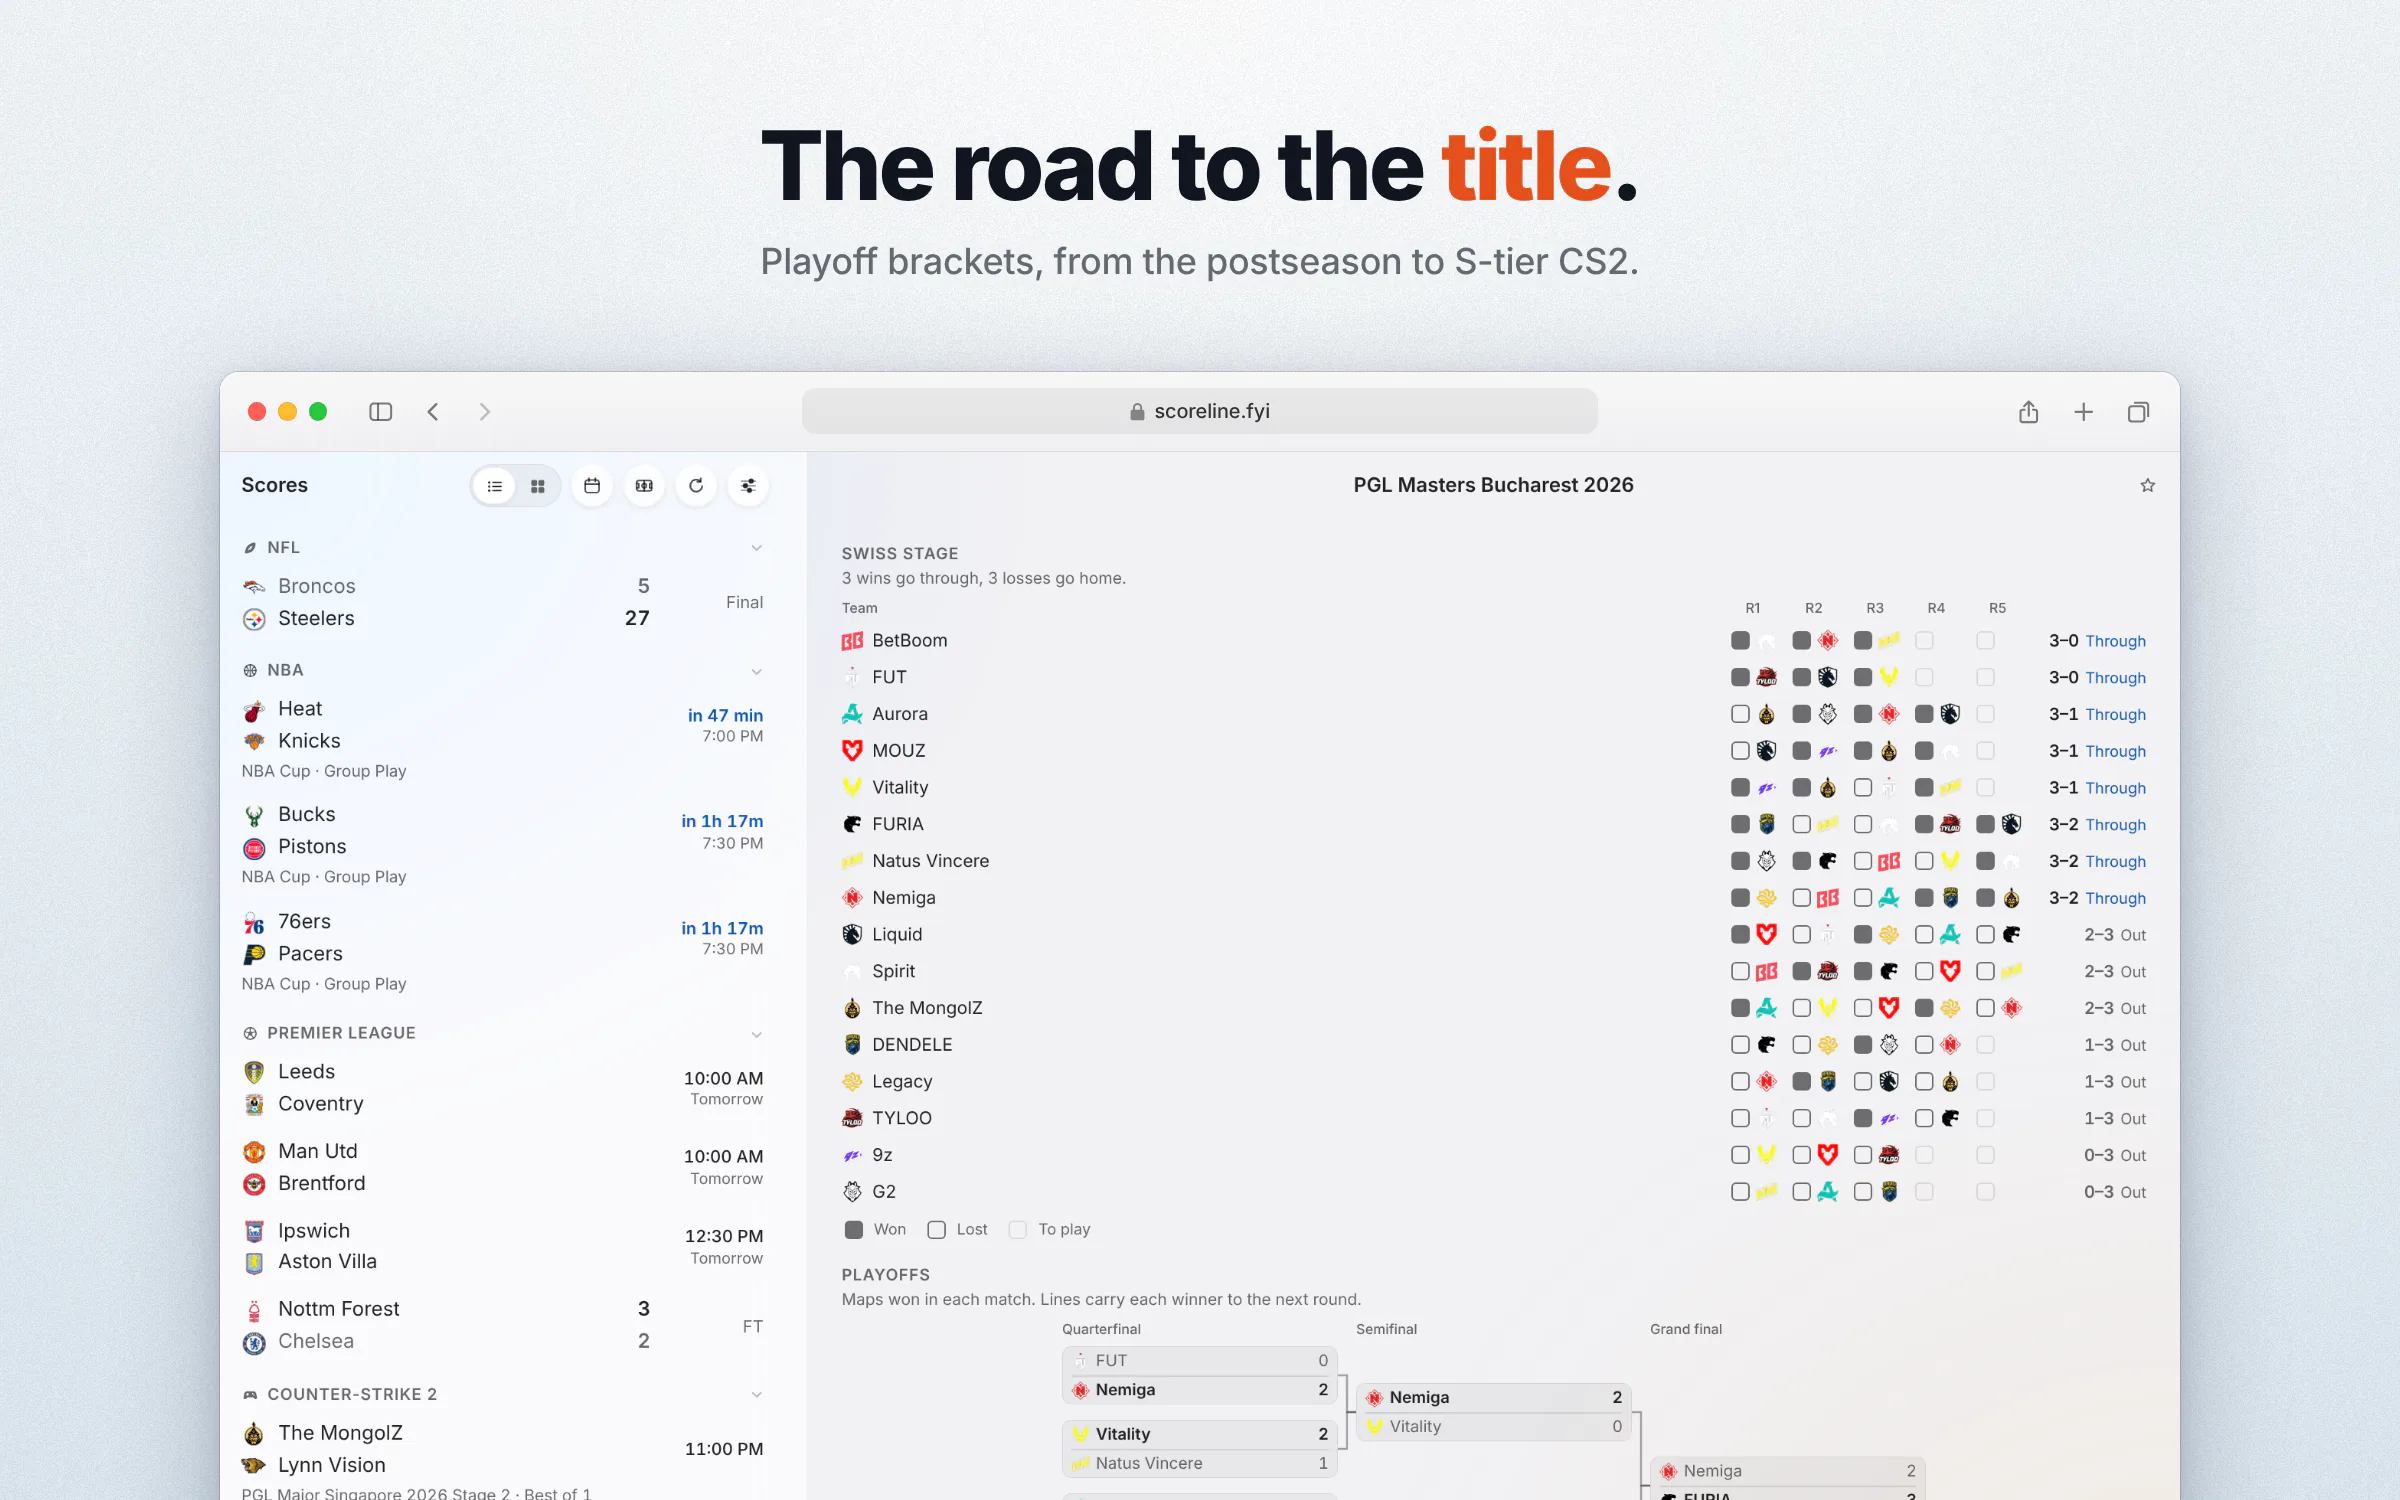 The road to the title.
Playoff brackets, from the postseason to S-tier CS2.
scoreline.fyi
Scores
NFL
Broncos 5
Steelers 27
Final
NBA
Heat
Knicks
in 47 min
7:00 PM
NBA Cup · Group Play
Bucks
Pistons
in 1h 17m
7:30 PM
NBA Cup · Group Play
76ers
Pacers
in 1h 17m
7:30 PM
NBA Cup · Group Play
PREMIER LEAGUE
Leeds
Coventry
10:00 AM
Tomorrow
Man Utd
Brentford
10:00 AM
Tomorrow
Ipswich
Aston Villa
12:30 PM
Tomorrow
Nottm Forest 3
Chelsea 2
FT
COUNTER-STRIKE 2
The MongolZ
Lynn Vision
11:00 PM
PGL Major Singapore 2026 Stage 2 · Best of 1
PGL Masters Bucharest 2026
SWISS STAGE
3 wins go through, 3 losses go home.
Team R1 R2 R3 R4 R5
BetBoom 3–0 Through
FUT 3–0 Through
Aurora 3–1 Through
MOUZ 3–1 Through
Vitality 3–1 Through
FURIA 3–2 Through
Natus Vincere 3–2 Through
Nemiga 3–2 Through
Liquid 2–3 Out
Spirit 2–3 Out
The MongolZ 2–3 Out
DENDELE 1–3 Out
Legacy 1–3 Out
TYLOO 1–3 Out
9z 0–3 Out
G2 0–3 Out
Won Lost To play
PLAYOFFS
Maps won in each match. Lines carry each winner to the next round.
Quarterfinal Semifinal Grand final
FUT 0
Nemiga 2
Vitality 2
Natus Vincere 1
Nemiga 2
Vitality 0
Nemiga 2
FURIA 3